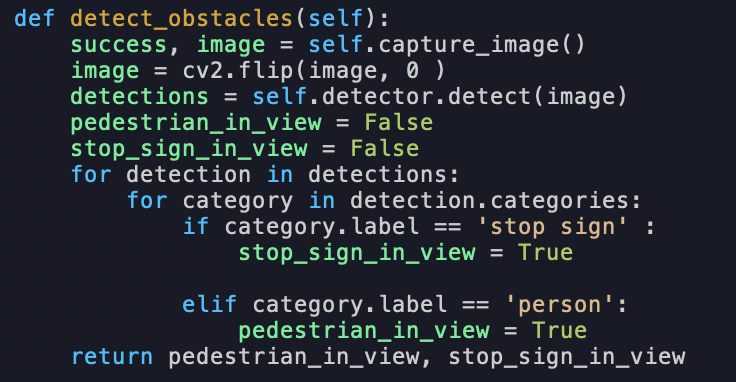 def detect_obstacles(self):
    success, image = self.capture_image()
    image = cv2.flip(image, 0 )
    detections = self.detector.detect(image)
    pedestrian_in_view = False
    stop_sign_in_view = False
    for detection in detections:
        for category in detection.categories:
            if category.label == 'stop sign' :
                stop_sign_in_view = True

            elif category.label == 'person':
                pedestrian_in_view = True
    return pedestrian_in_view, stop_sign_in_view